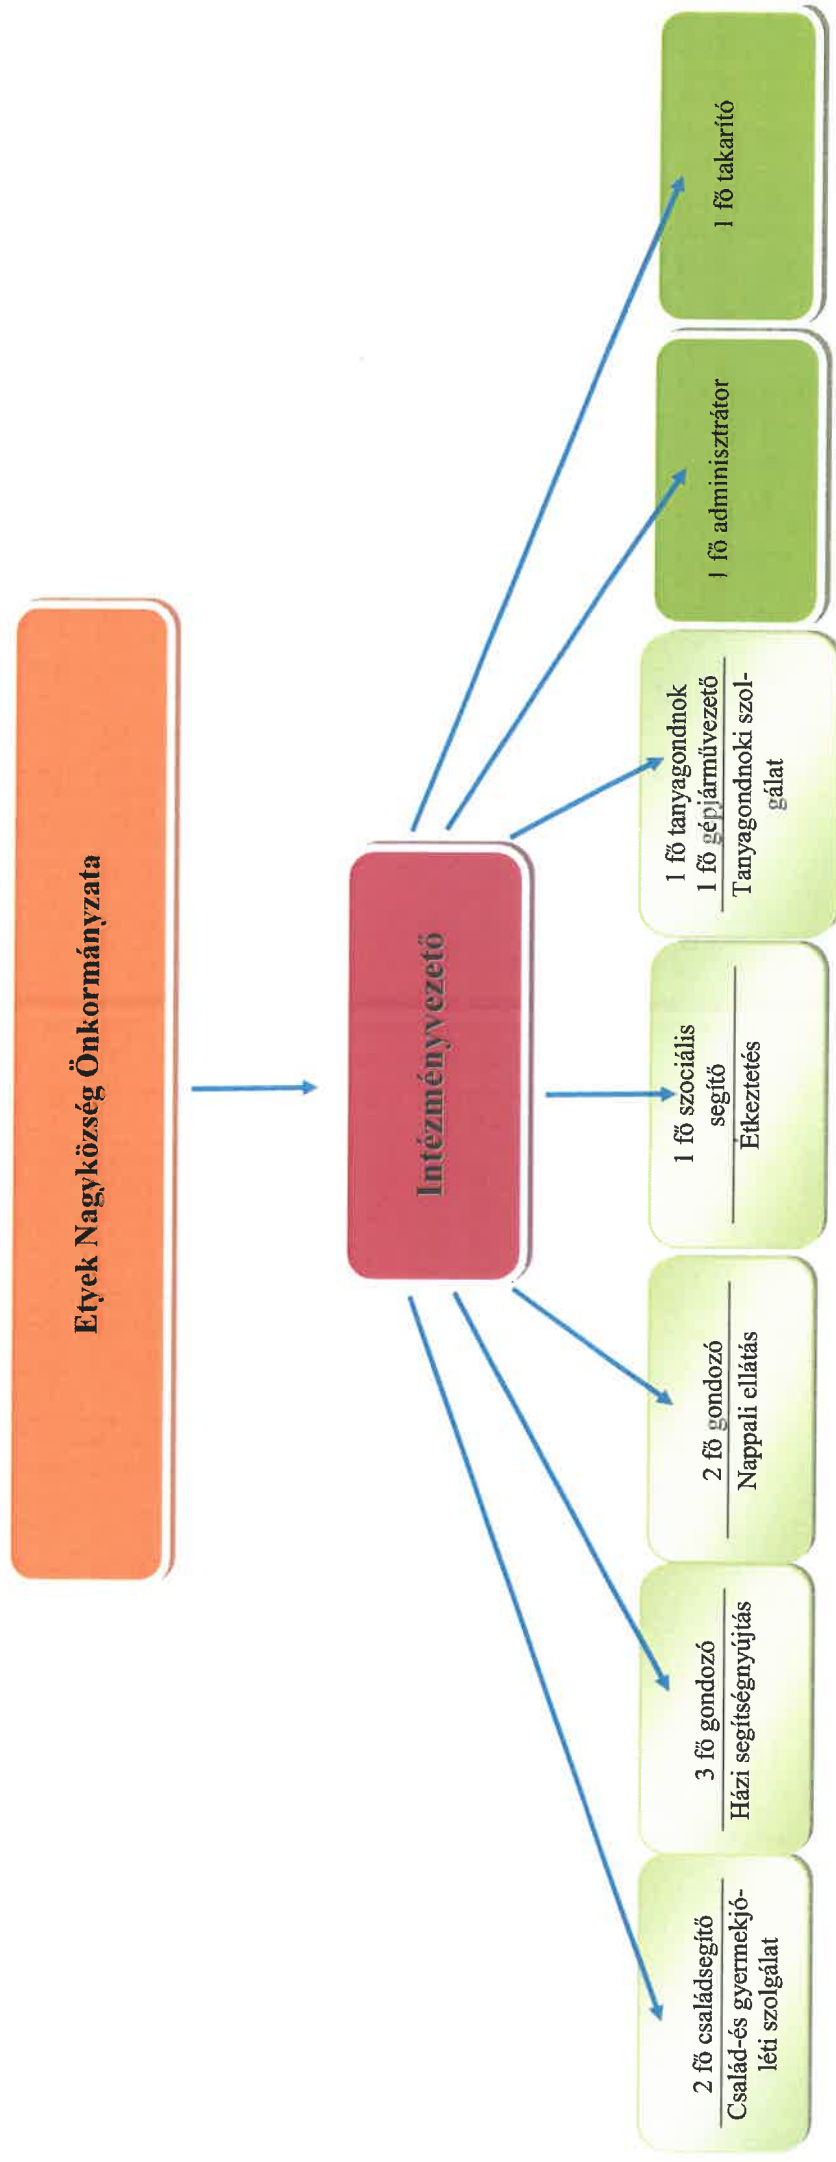 Etyek Nagyközség Önkormányzata
Intézményvezető
2 fő családsegítő
Család-és gyermekjó-
léti szolgálat
3 fő gondozó
Házi segítségnyújtás
2 fő gondozó
Nappali ellátás
1 fő szociális
segítő
Étkeztetés
1 fő tanyagondnok
1 fő gépjárművezető
Tanyagondnoki szol-
gálat
1 fő adminisztrátor
1 fő takarító